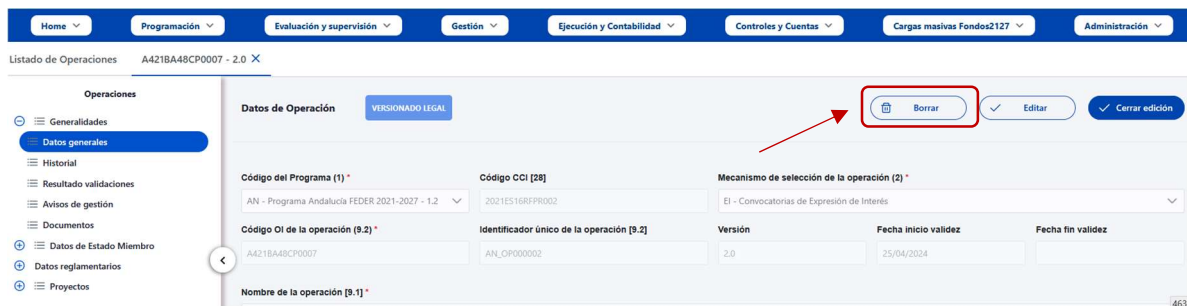 Home Programación Evaluación y supervisión Gestión Ejecución y Contabilidad Controles y Cuentas Cargas masivas Fondos2127 Administración
Listado de Operaciones A421BA48CP0007 - 2.0 X
Operaciones
Generalidades
Datos generales
Historial
Resultado validaciones
Avisos de gestión
Documentos
Datos de Estado Miembro
Datos reglamentarios
Proyectos
Datos de Operación VERSIONADO LEGAL Borrar Editar Cerrar edición
Código del Programa (1) * Código CCI [28] Mecanismo de selección de la operación (2) *
AN - Programa Andalucía FEDER 2021-2027 - 1.2 2021ES16RFPR002 EI - Convocatorias de Expresión de Interés
Código OI de la operación (9.2) * Identificador único de la operación [9.2] Versión Fecha inicio validez Fecha fin validez
A421BA48CP0007 AN_OP000002 2.0 25/04/2024
Nombre de la operación [9.1] *
463